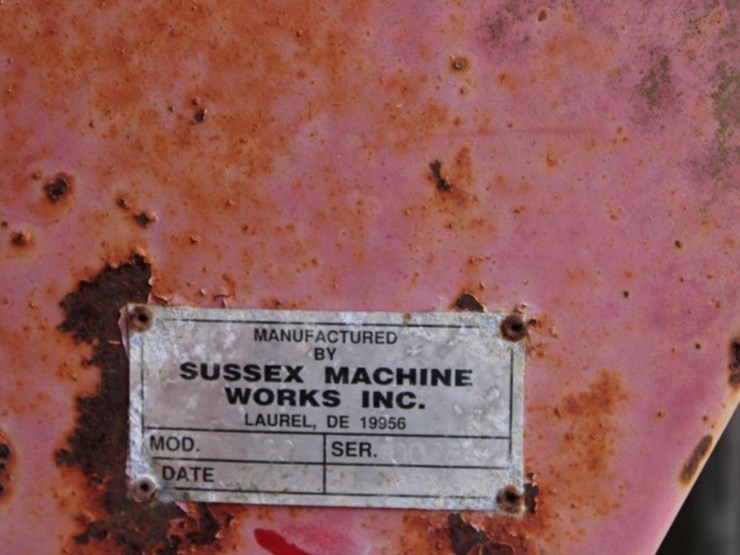 MANUFACTURED
BY
SUSSEX MACHINE
WORKS INC.
LAUREL, DE 19956
MOD. SER.
DATE